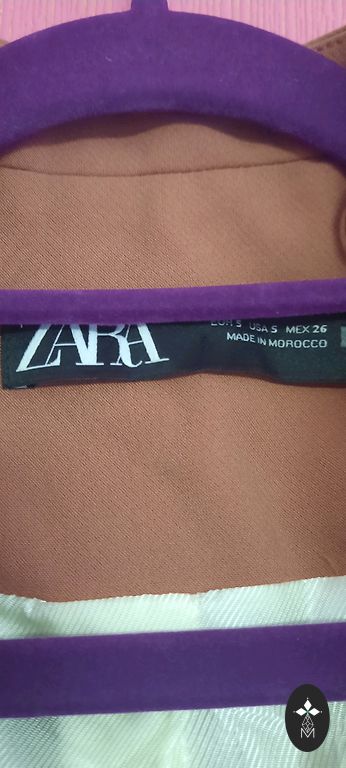 ZARA
EUR S USA S MEX 26
MADE IN MOROCCO
M